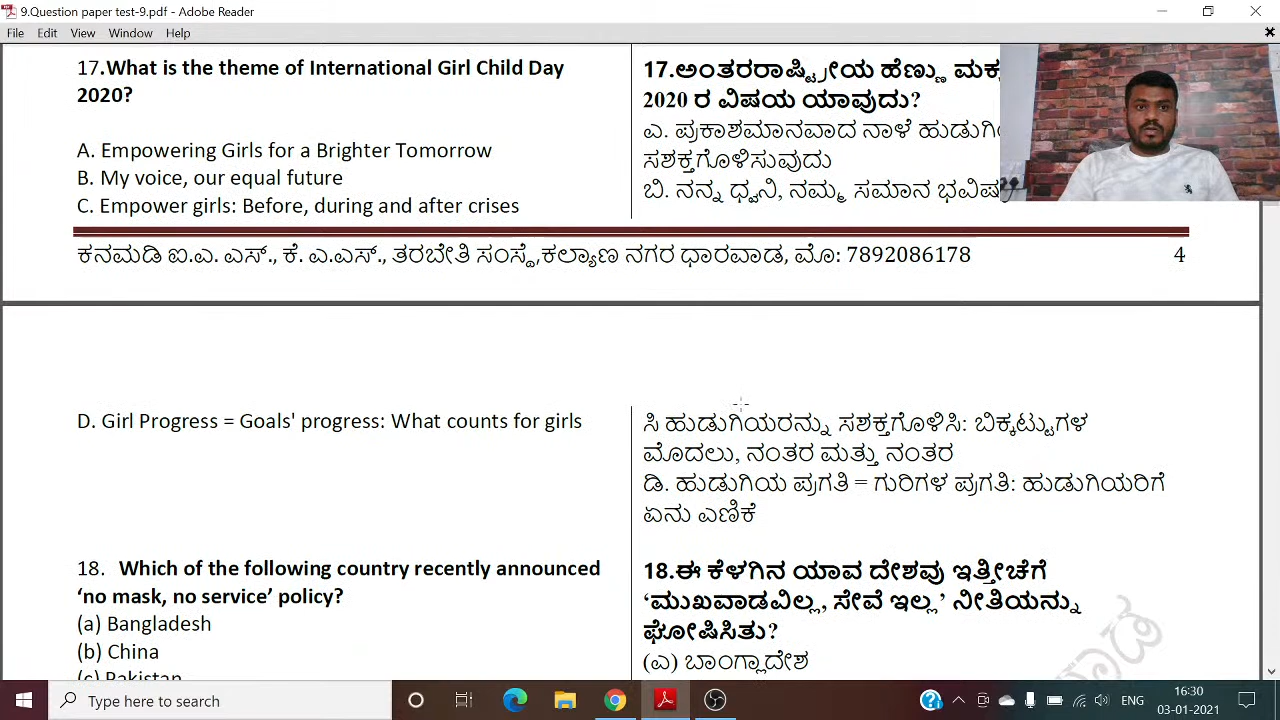 9.Question paper test-9.pdf - Adobe Reader
File Edit View Window Help
17.What is the theme of International Girl Child Day
2020?
A. Empowering Girls for a Brighter Tomorrow
B. My voice, our equal future
C. Empower girls: Before, during and after crises
17.ಅಂತರರಾಷ್ಟ್ರೀಯ ಹೆಣ್ಣು
2020 ರ ವಿಷಯ ಯಾವುದು?
ಎ. ಪ್ರಕಾಶಮಾನವಾದ ನಾಳೆ
ಸಶಕ್ತಗೊಳಿಸುವುದು
ಬಿ. ನನ್ನ ಧ್ವನಿ, ನಮ್ಮ ಸಮಾನ
ಕನಮಡಿ ಐ.ಎ. ಎಸ್., ಕೆ. ಎ.ಎಸ್., ತರಬೇತಿ ಸಂಸ್ಥೆ,ಕಲ್ಯಾಣ ನಗರ ಧಾರವಾಡ, ಮೊ: 7892086178 4
D. Girl Progress = Goals' progress: What counts for girls
ಸಿ ಹುಡುಗಿಯರನ್ನು ಸಶಕ್ತಗೊಳಿಸಿ: ಬಿಕ್ಕಟ್ಟುಗಳ
ಮೊದಲು, ನಂತರ ಮತ್ತು ನಂತರ
ಡಿ. ಹುಡುಗಿಯ ಪ್ರಗತಿ = ಗುರಿಗಳ ಪ್ರಗತಿ: ಹುಡುಗಿಯರಿಗೆ
ಏನು ಎಣಿಕೆ
18. Which of the following country recently announced
‘no mask, no service’ policy?
(a) Bangladesh
(b) China
(c) Pakistan
18.ಈ ಕೆಳಗಿನ ಯಾವ ದೇಶವು ಇತ್ತೀಚೆಗೆ
‘ಮುಖವಾಡವಿಲ್ಲ, ಸೇವೆ ಇಲ್ಲ’ ನೀತಿಯನ್ನು
ಘೋಷಿಸಿತು?
(ಎ) ಬಾಂಗ್ಲಾದೇಶ
Type here to search
ENG
16:30
03-01-2021